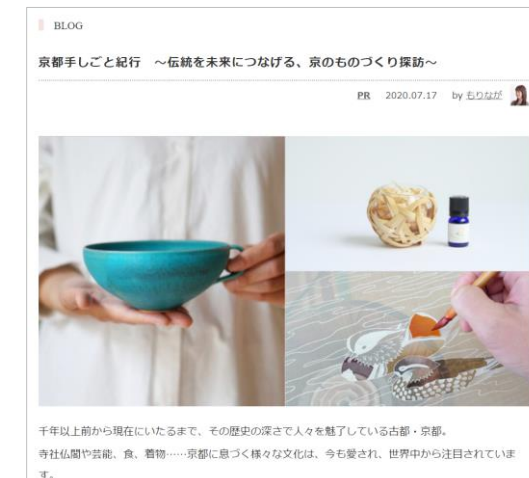 BLOG
京都手しごと紀行 ～伝統を未来につなげる、京のものづくり探訪～
PR 2020.07.17 by もりなが
千年以上前から現在にいたるまで、その歴史の深さで人々を魅了している古都・京都。
寺社仏閣や芸能、食、着物……京都に息づく様々な文化は、今も愛され、世界中から注目されていま
す。